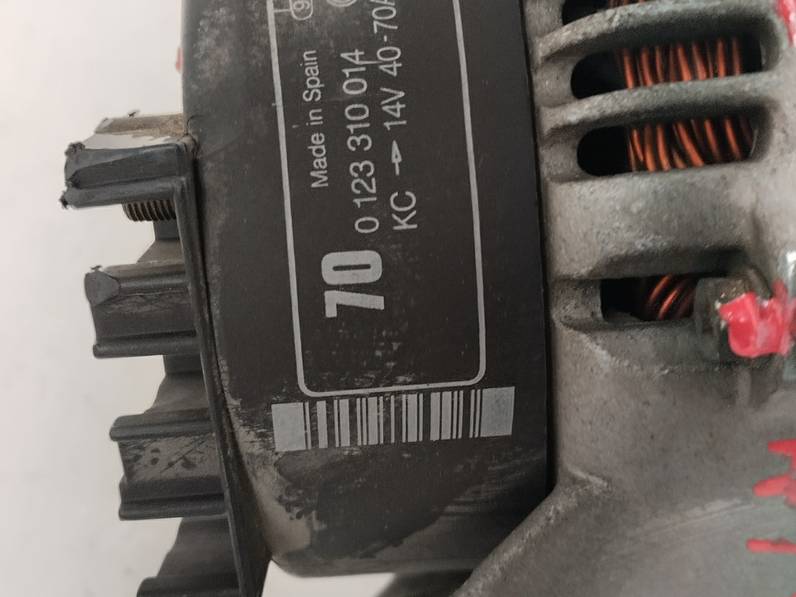 Made in Spain
0 123 310 014
KC → 14V 40-70A
70